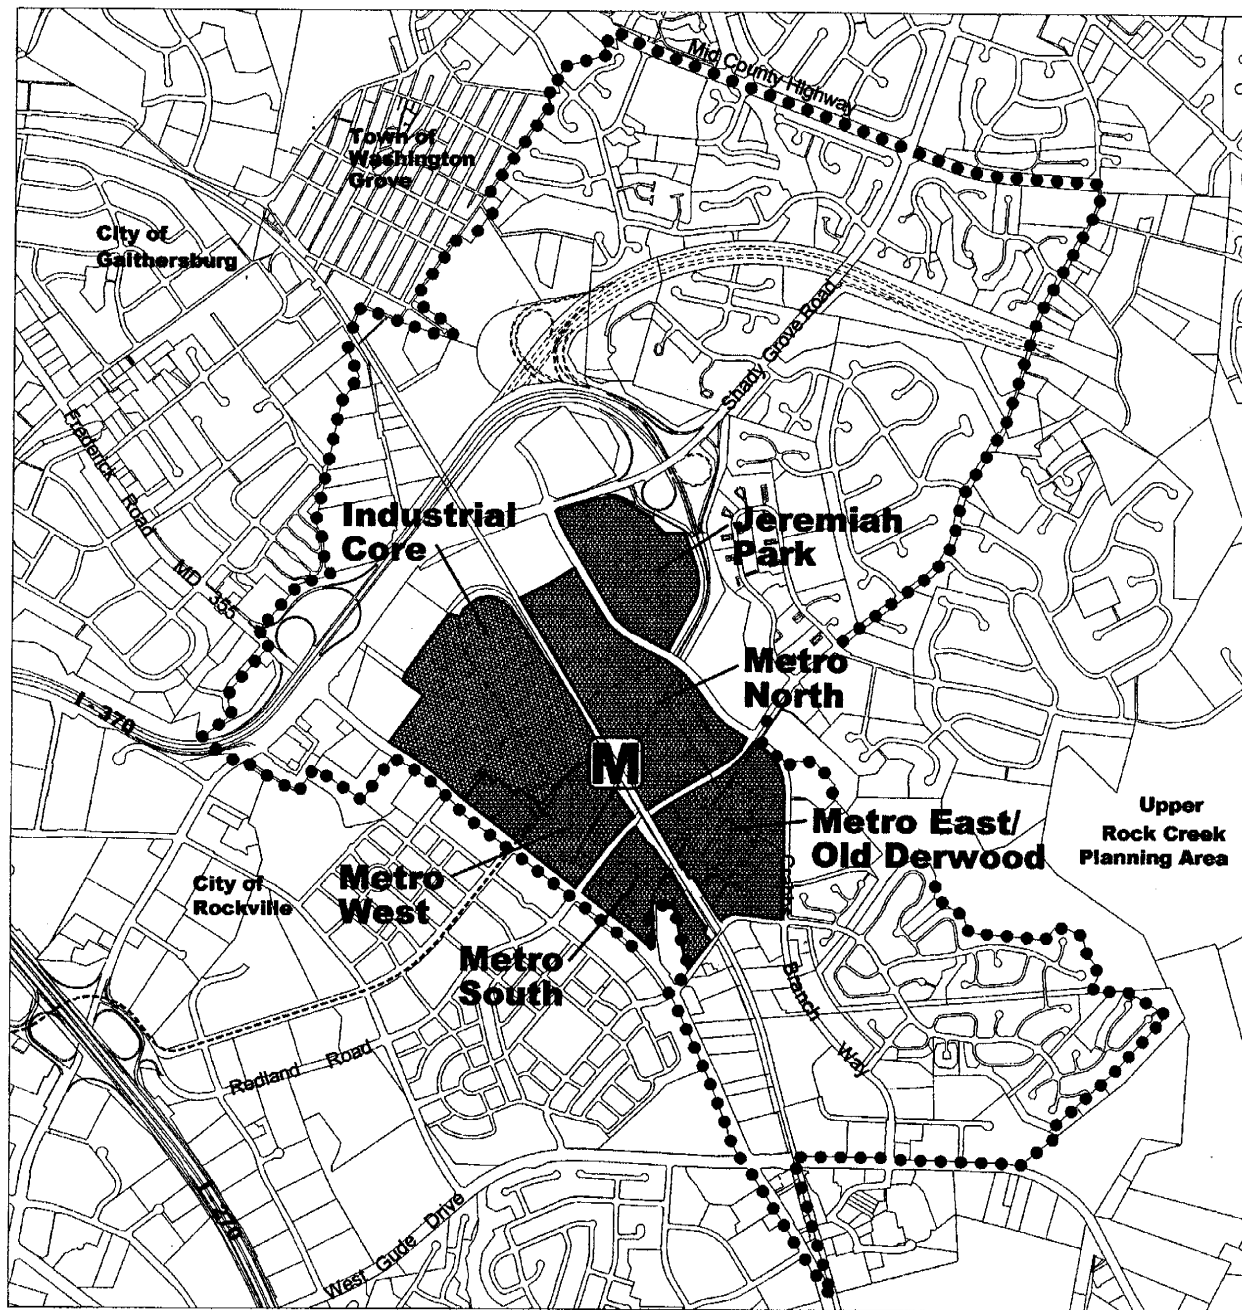 Mid County Highway
Town of
Washington
Grove
City of
Gaithersburg
Shady Grove Road
Frederick Road
MD 355
Industrial
Core
Jeremiah
Park
Metro
North
I - 370
M
Metro East/
Old Derwood
Upper
Rock Creek
Planning Area
City of
Rockville
Metro
West
Metro
South
Branch Way
Redland Road
I - 270
West Gude Drive